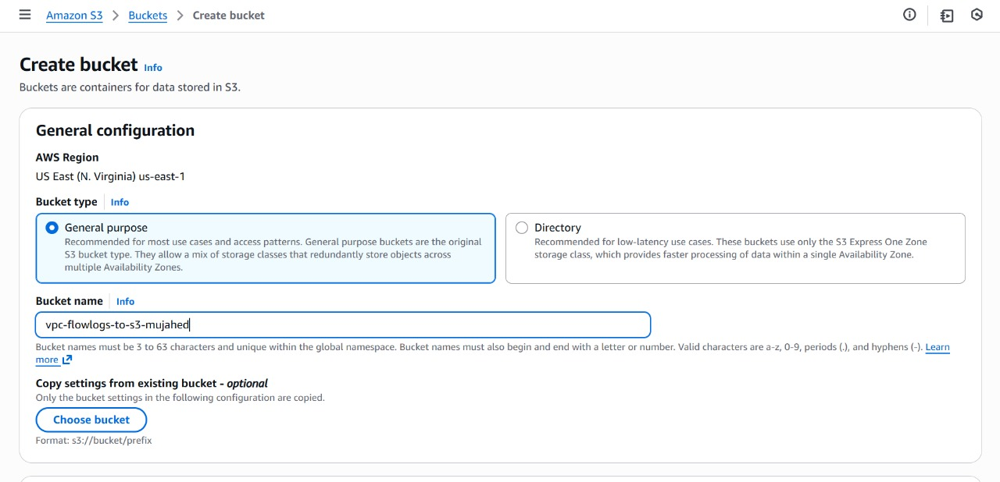 Amazon S3 > Buckets > Create bucket
Create bucket Info
Buckets are containers for data stored in S3.
General configuration
AWS Region
US East (N. Virginia) us-east-1
Bucket type Info
General purpose
Recommended for most use cases and access patterns. General purpose buckets are the original
S3 bucket type. They allow a mix of storage classes that redundantly store objects across
multiple Availability Zones.
Directory
Recommended for low-latency use cases. These buckets use only the S3 Express One Zone
storage class, which provides faster processing of data within a single Availability Zone.
Bucket name Info
vpc-flowlogs-to-s3-mujahed
Bucket names must be 3 to 63 characters and unique within the global namespace. Bucket names must also begin and end with a letter or number. Valid characters are a-z, 0-9, periods (.), and hyphens (-). Learn
more
Copy settings from existing bucket - optional
Only the bucket settings in the following configuration are copied.
Choose bucket
Format: s3://bucket/prefix